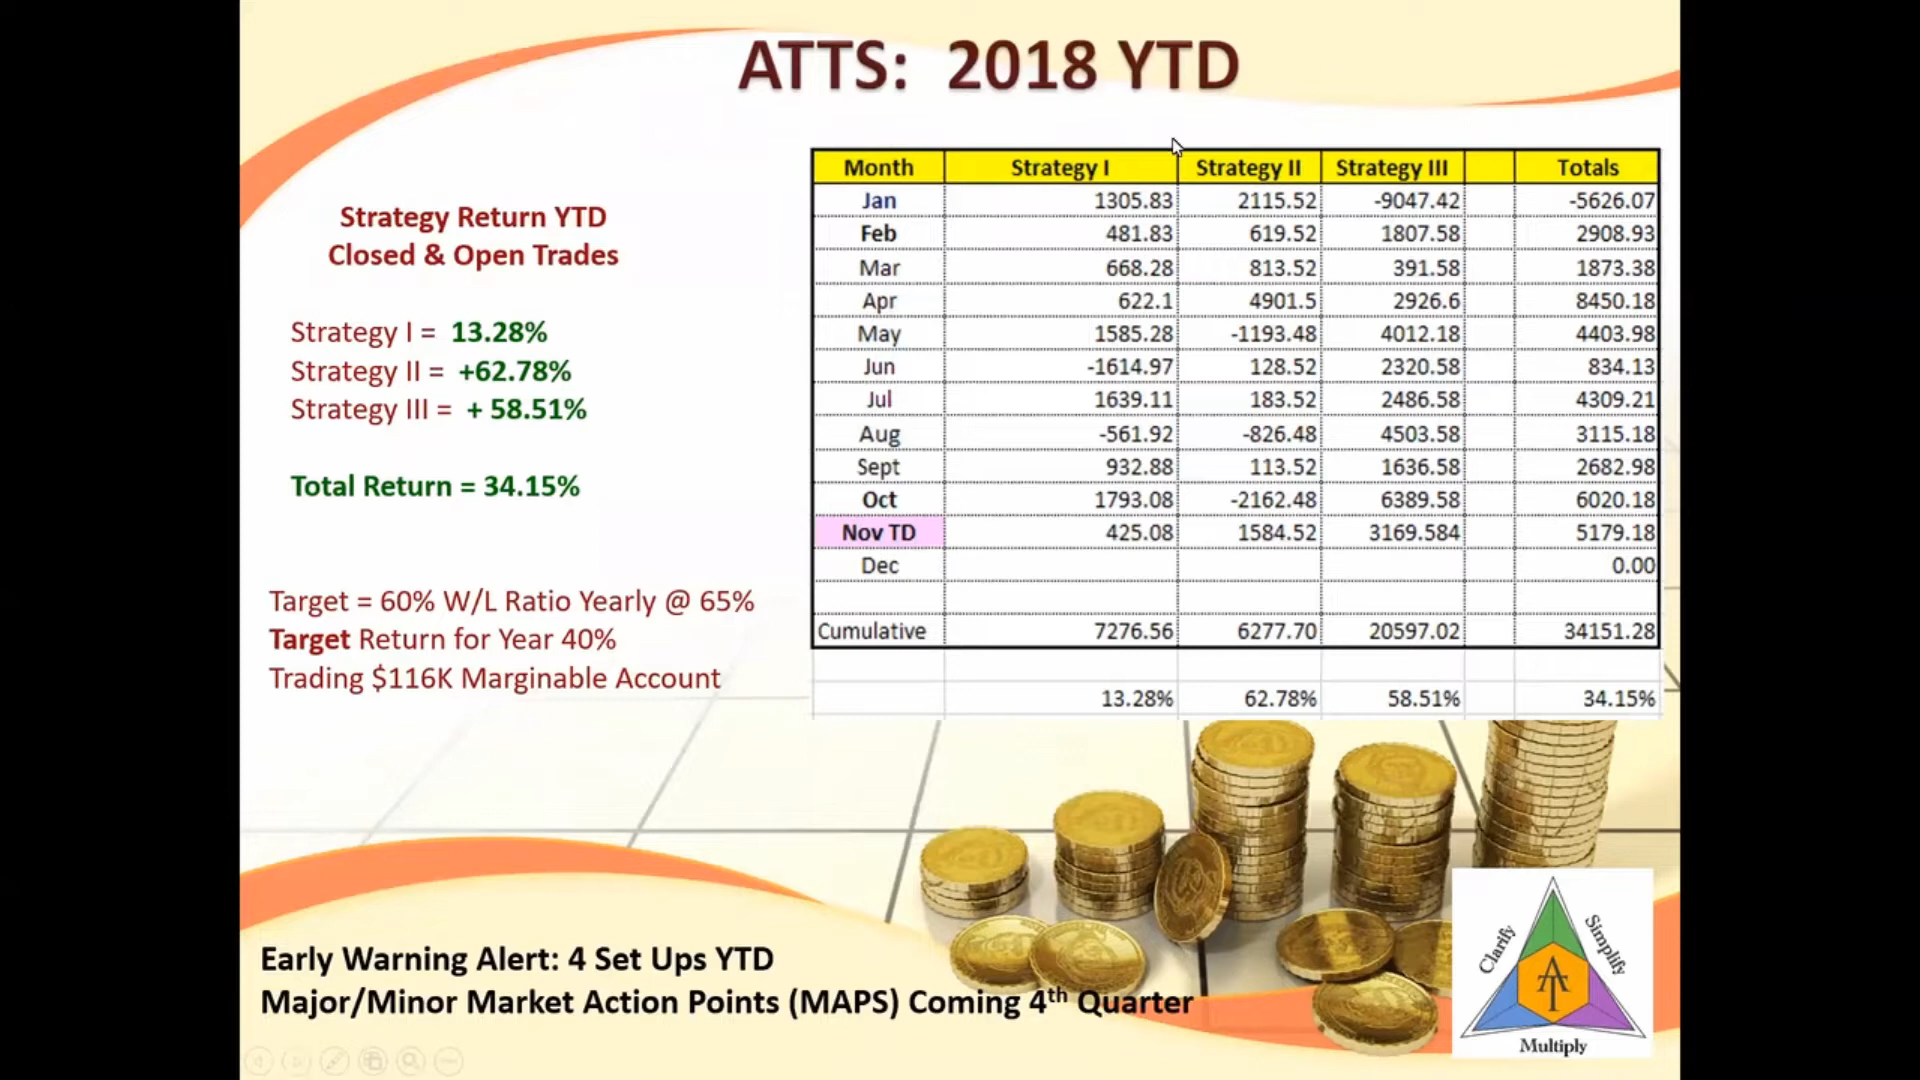 ATTS: 2018 YTD
Strategy Return YTD
Closed & Open Trades
Strategy I = 13.28%
Strategy II = +62.78%
Strategy III = + 58.51%
Total Return = 34.15%
Target = 60% W/L Ratio Yearly @ 65%
Target Return for Year 40%
Trading $116K Marginable Account
Month Strategy I Strategy II Strategy III Totals
Jan 1305.83 2115.52 -9047.42 -5626.07
Feb 481.83 619.52 1807.58 2908.93
Mar 668.28 813.52 391.58 1873.38
Apr 622.1 4901.5 2926.6 8450.18
May 1585.28 -1193.48 4012.18 4403.98
Jun -1614.97 128.52 2320.58 834.13
Jul 1639.11 183.52 2486.58 4309.21
Aug -561.92 -826.48 4503.58 3115.18
Sept 932.88 113.52 1636.58 2682.98
Oct 1793.08 -2162.48 6389.58 6020.18
Nov TD 425.08 1584.52 3169.584 5179.18
Dec 0.00
Cumulative 7276.56 6277.70 20597.02 34151.28
13.28% 62.78% 58.51% 34.15%
Early Warning Alert: 4 Set Ups YTD
Major/Minor Market Action Points (MAPS) Coming 4th Quarter
Clarify
Simplify
AT
Multiply